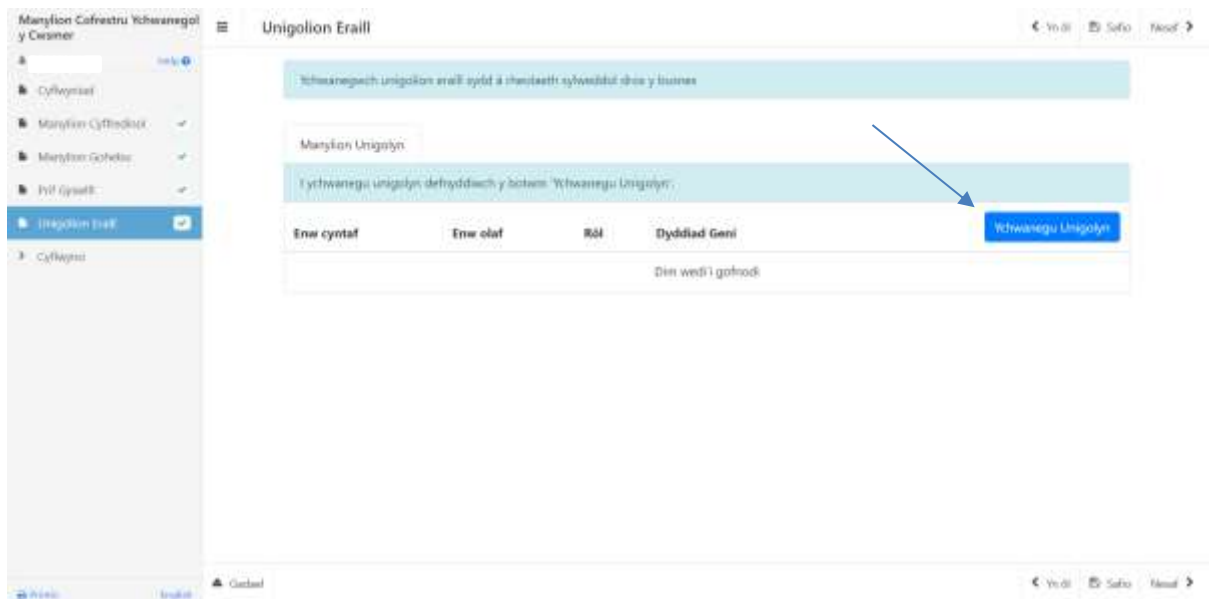 Manylion Cofrestru Ychwanegol
y Cwsmer
Help
Cyflwyniad
Manylion Cyffredinol
Manylion Gohebu
Prif Gyswllt
Unigolion Eraill
Cyflwyno
Printio
English
Unigolion Eraill
Yn ôl
Safio
Nesaf
Ychwanegwch unigolion eraill sydd â rheolaeth sylweddol dros y busnes
Manylion Unigolyn
I ychwanegu unigolyn defnyddiwch y botwm 'Ychwanegu Unigolyn'.
Enw cyntaf Enw olaf Rôl Dyddiad Geni Ychwanegu Unigolyn
Dim wedi'i gofnodi
Gadael
Yn ôl
Safio
Nesaf